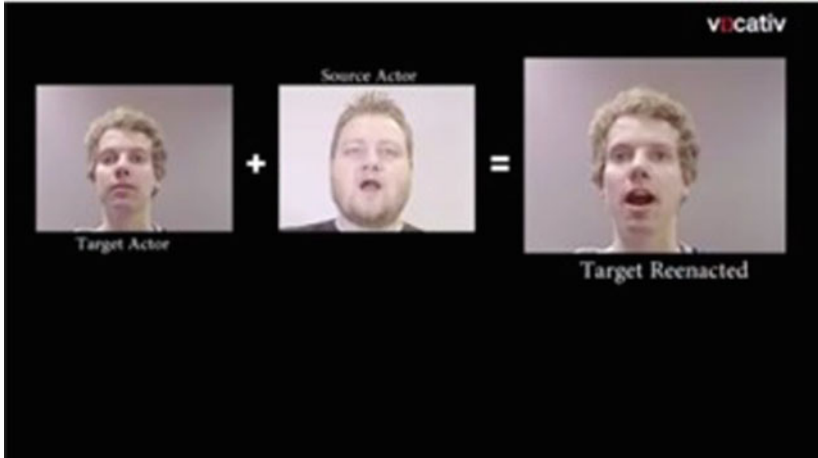 vocativ
Source Actor
+
=
Target Actor
Target Reenacted